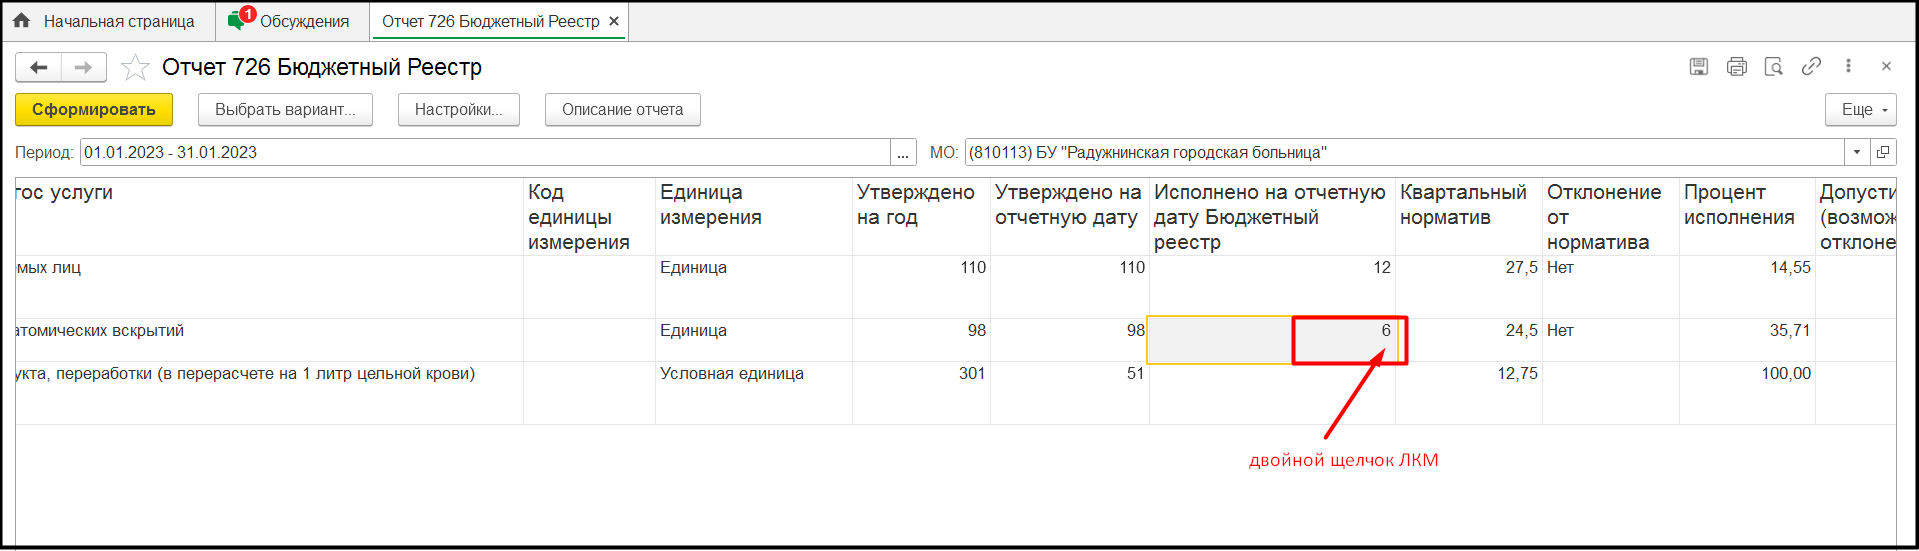 Начальная страница
1
Обсуждения
Отчет 726 Бюджетный Реестр
Отчет 726 Бюджетный Реестр
Сформировать
Выбрать вариант...
Настройки...
Описание отчета
Еще
Период:
01.01.2023 - 31.01.2023
...
МО:
(810113) БУ "Радужнинская городская больница"
гос услуги
Код
единицы
измерения
Единица
измерения
Утверждено
на год
Утверждено на
отчетную дату
Исполнено на отчетную
дату Бюджетный
реестр
Квартальный
норматив
Отклонение
от
норматива
Процент
исполнения
Допусти
(возмож
отклоне
омых лиц
Единица
110
110
12
27,5
Нет
14,55
атомических вскрытий
Единица
98
98
6
24,5
Нет
35,71
укта, переработки (в перерасчете на 1 литр цельной крови)
Условная единица
301
51
12,75
100,00
двойной щелчок ЛКМ